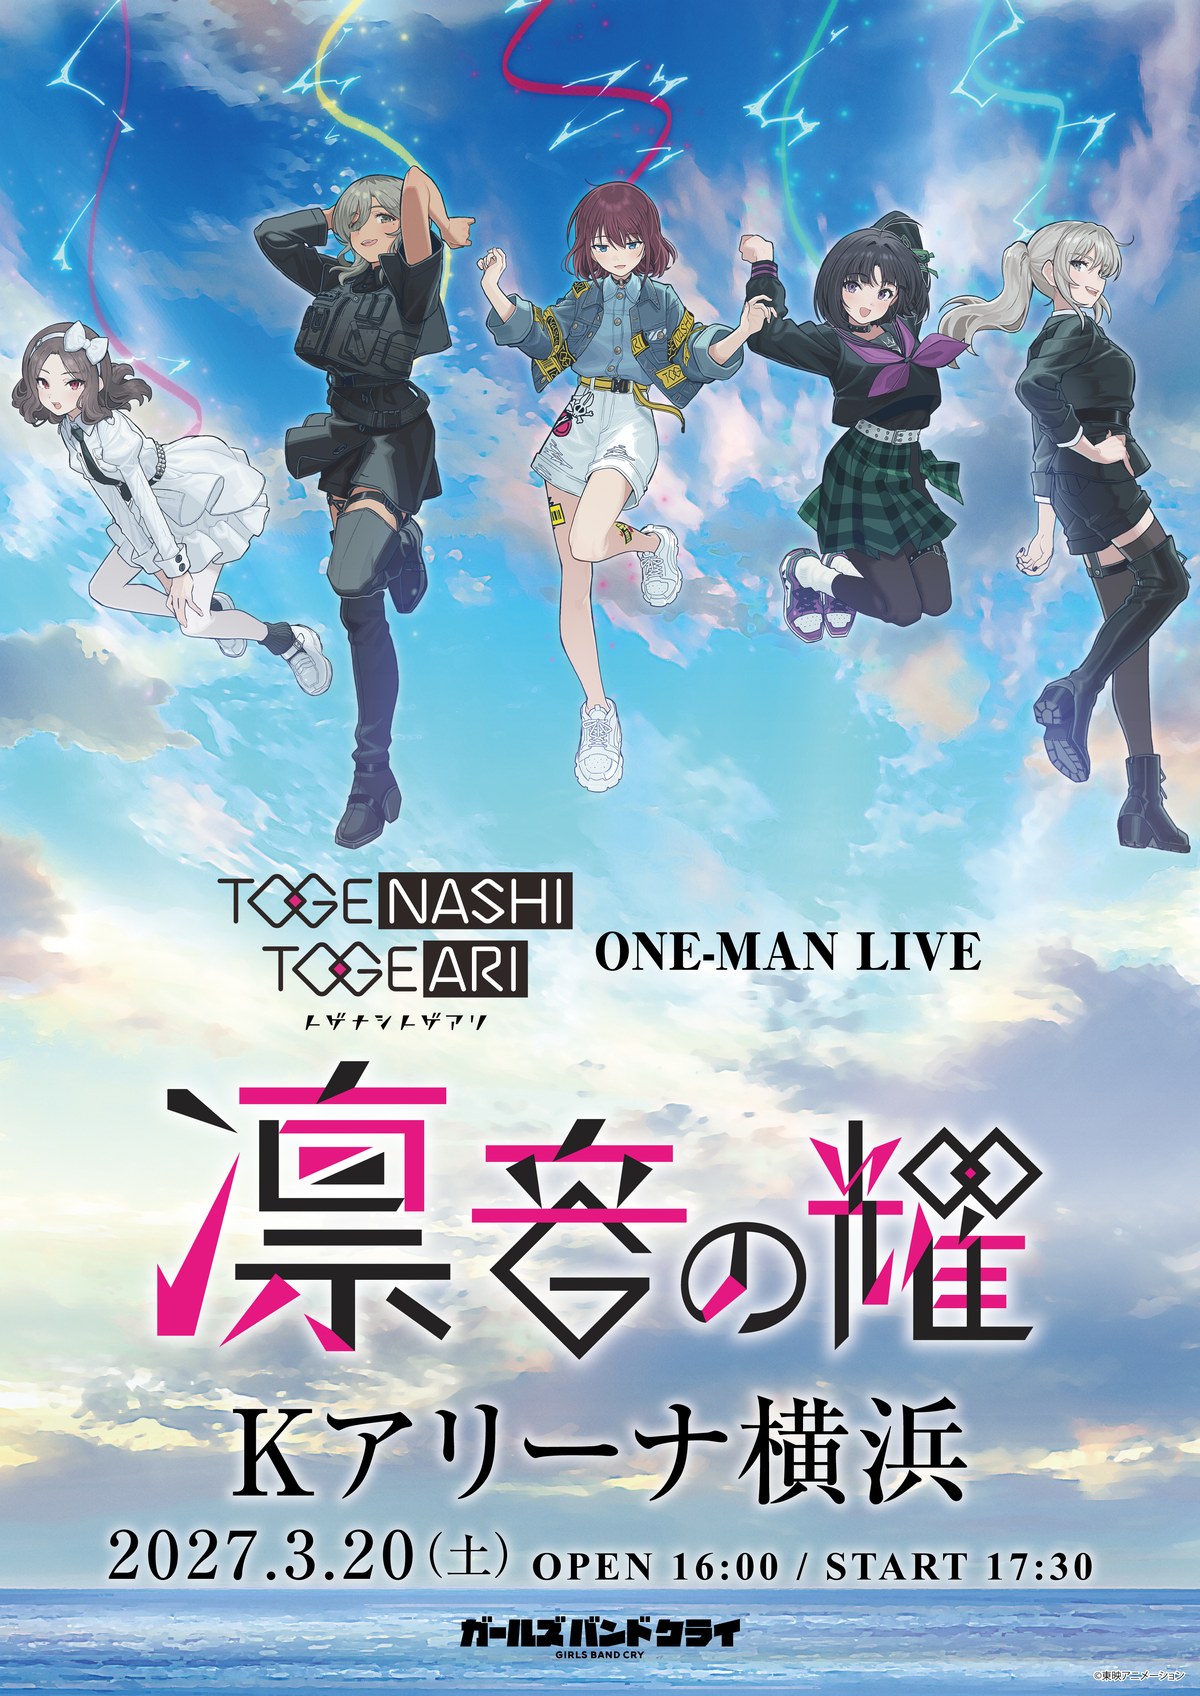 TOGENASHI
TOGEARI
トゲナシトゲアリ
ONE-MAN LIVE
凛音の耀
Kアリーナ横浜
2027.3.20(土) OPEN 16:00 / START 17:30
ガールズバンドクライ
GIRLS BAND CRY
©東映アニメーション